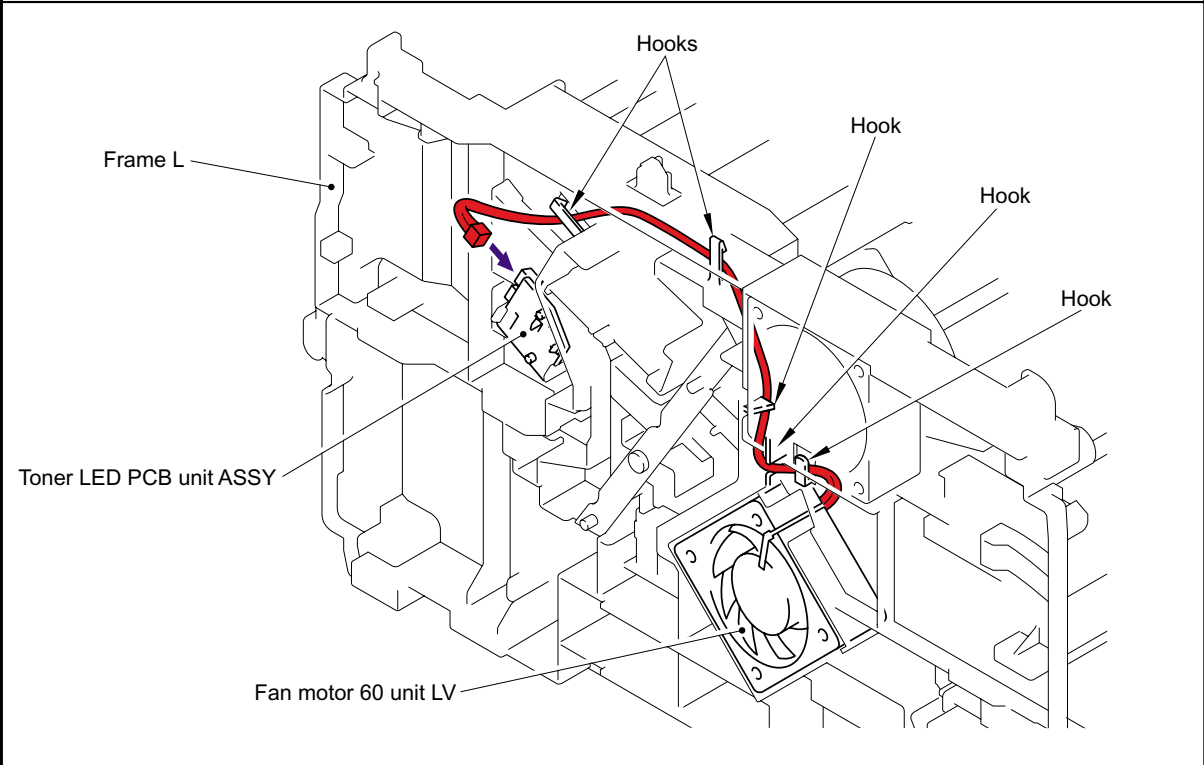 Hooks
Hook
Frame L
Hook
Hook
Toner LED PCB unit ASSY
Fan motor 60 unit LV